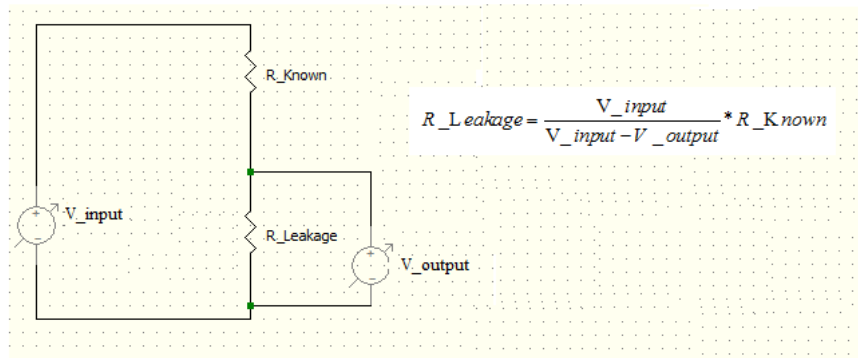 R_Known
R_Leakage = V_input / V_input - V_output * R_Known
V_input
R_Leakage
V_output